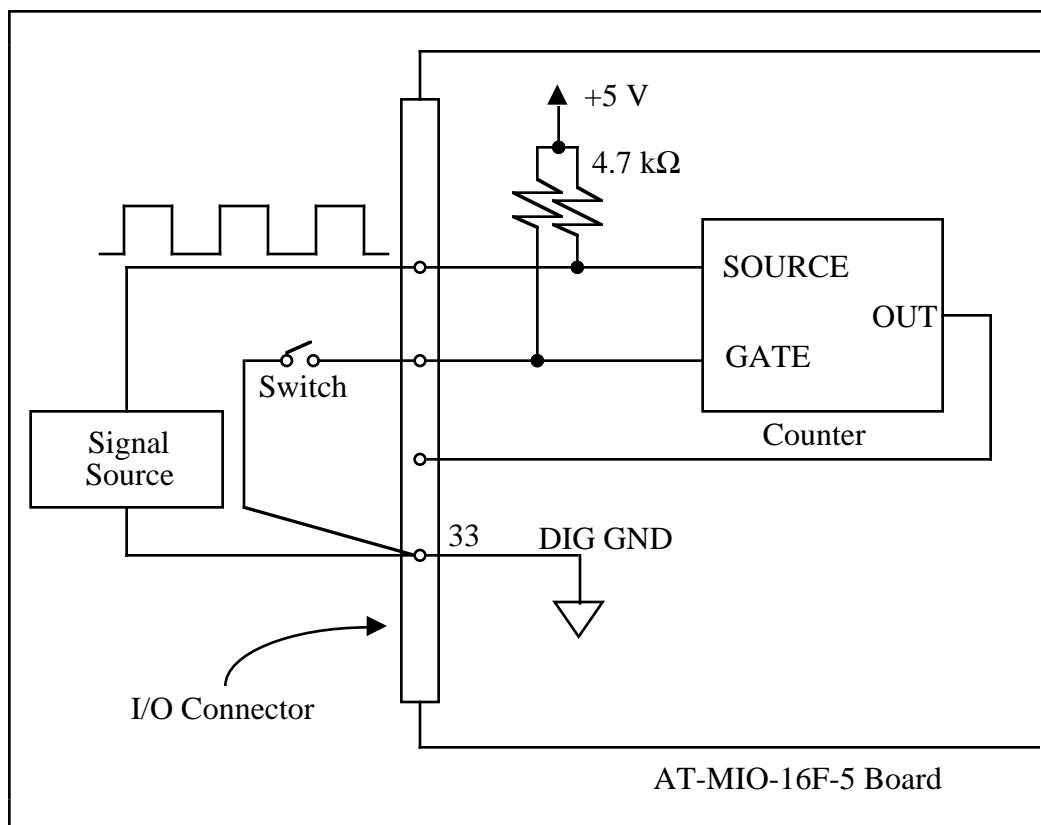 +5 V
4.7 kΩ
SOURCE
OUT
GATE
Switch
Counter
Signal
Source
33
DIG GND
I/O Connector
AT-MIO-16F-5 Board